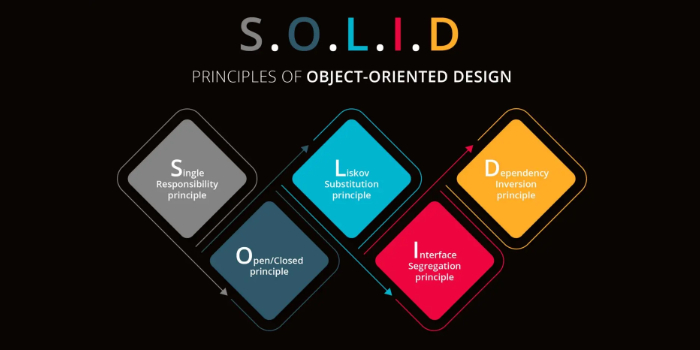 S.O.L.I.D
PRINCIPLES OF OBJECT-ORIENTED DESIGN
Single
Responsibility
principle
Open/Closed
principle
Liskov
Substitution
principle
Interface
Segregation
principle
Dependency
Inversion
principle